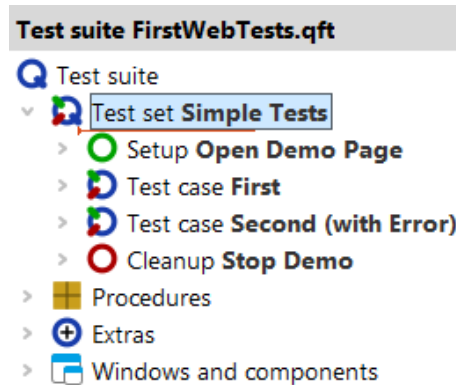 Test suite FirstWebTests.qft
Test suite
Test set Simple Tests
Setup Open Demo Page
Test case First
Test case Second (with Error)
Cleanup Stop Demo
Procedures
Extras
Windows and components